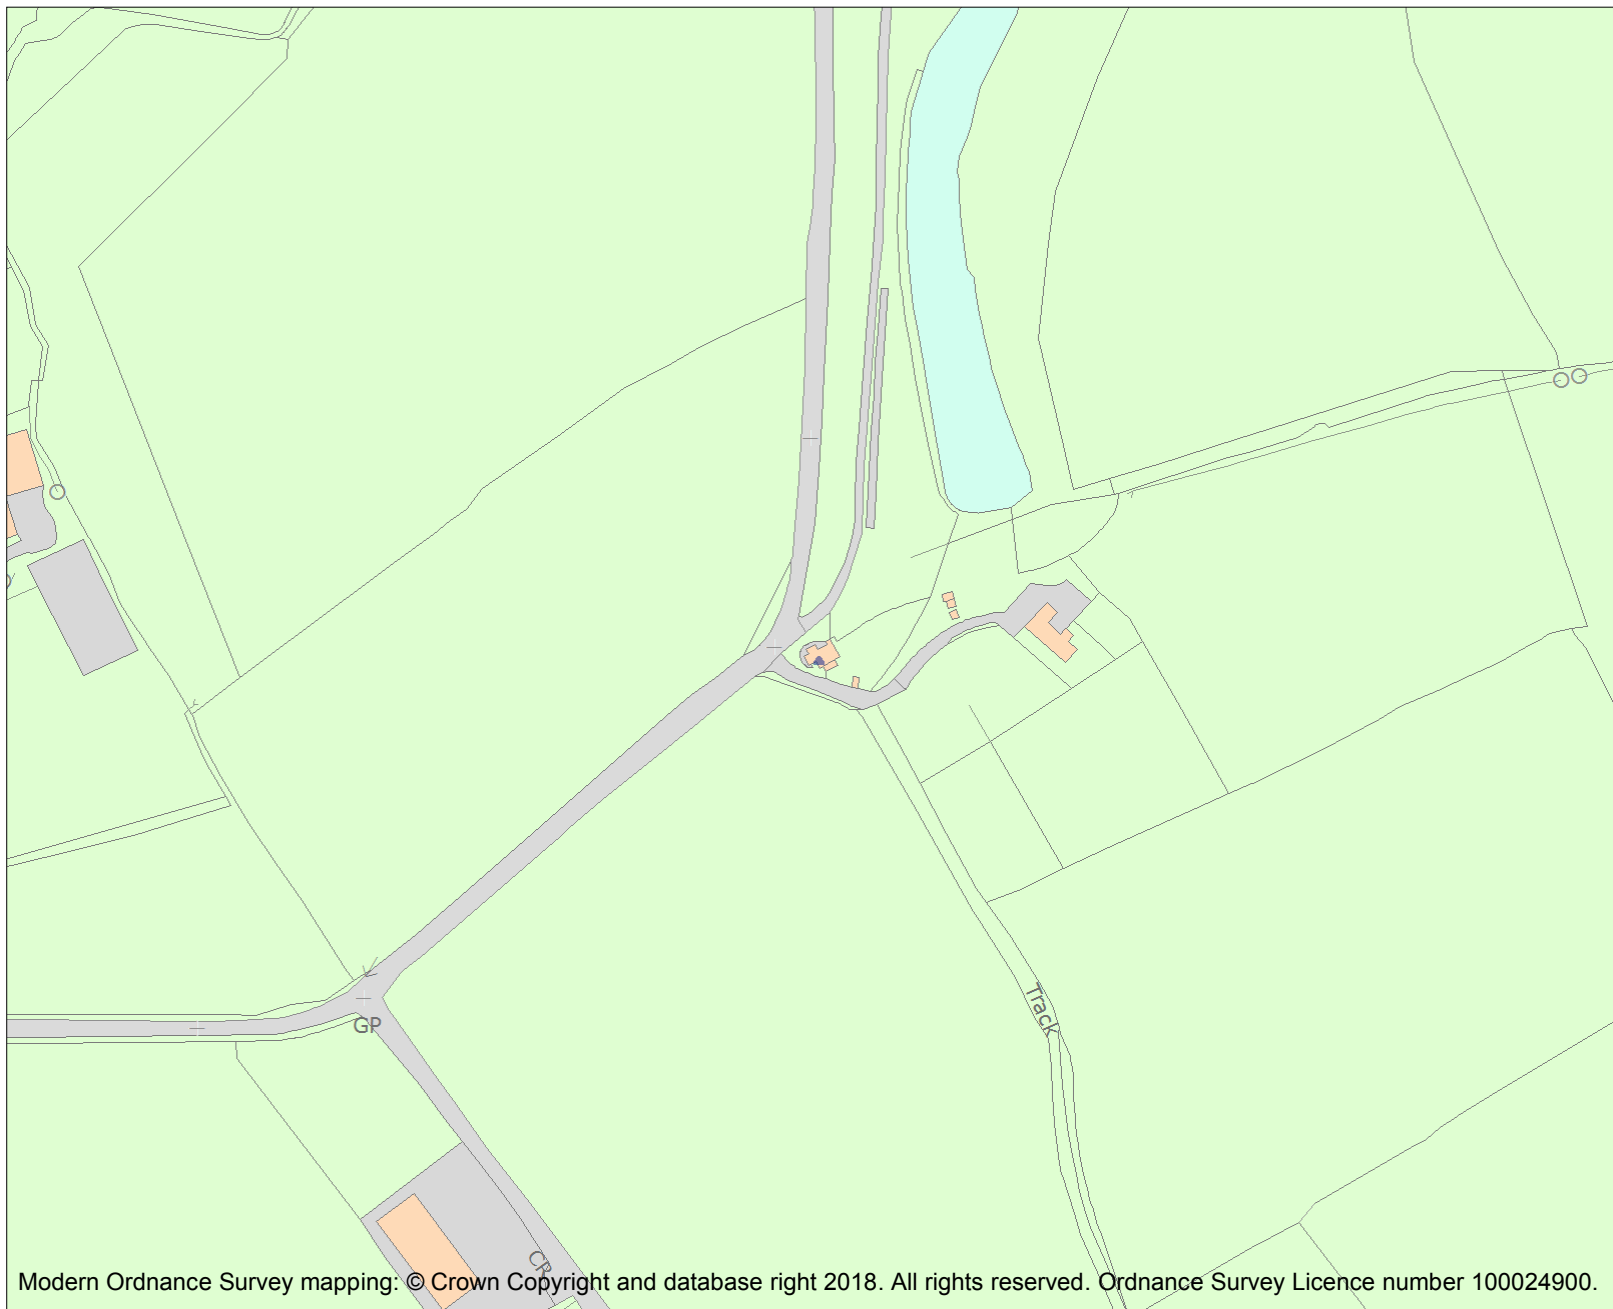 Track
GP
CR
Modern Ordnance Survey mapping: © Crown Copyright and database right 2018. All rights reserved. Ordnance Survey Licence number 100024900.